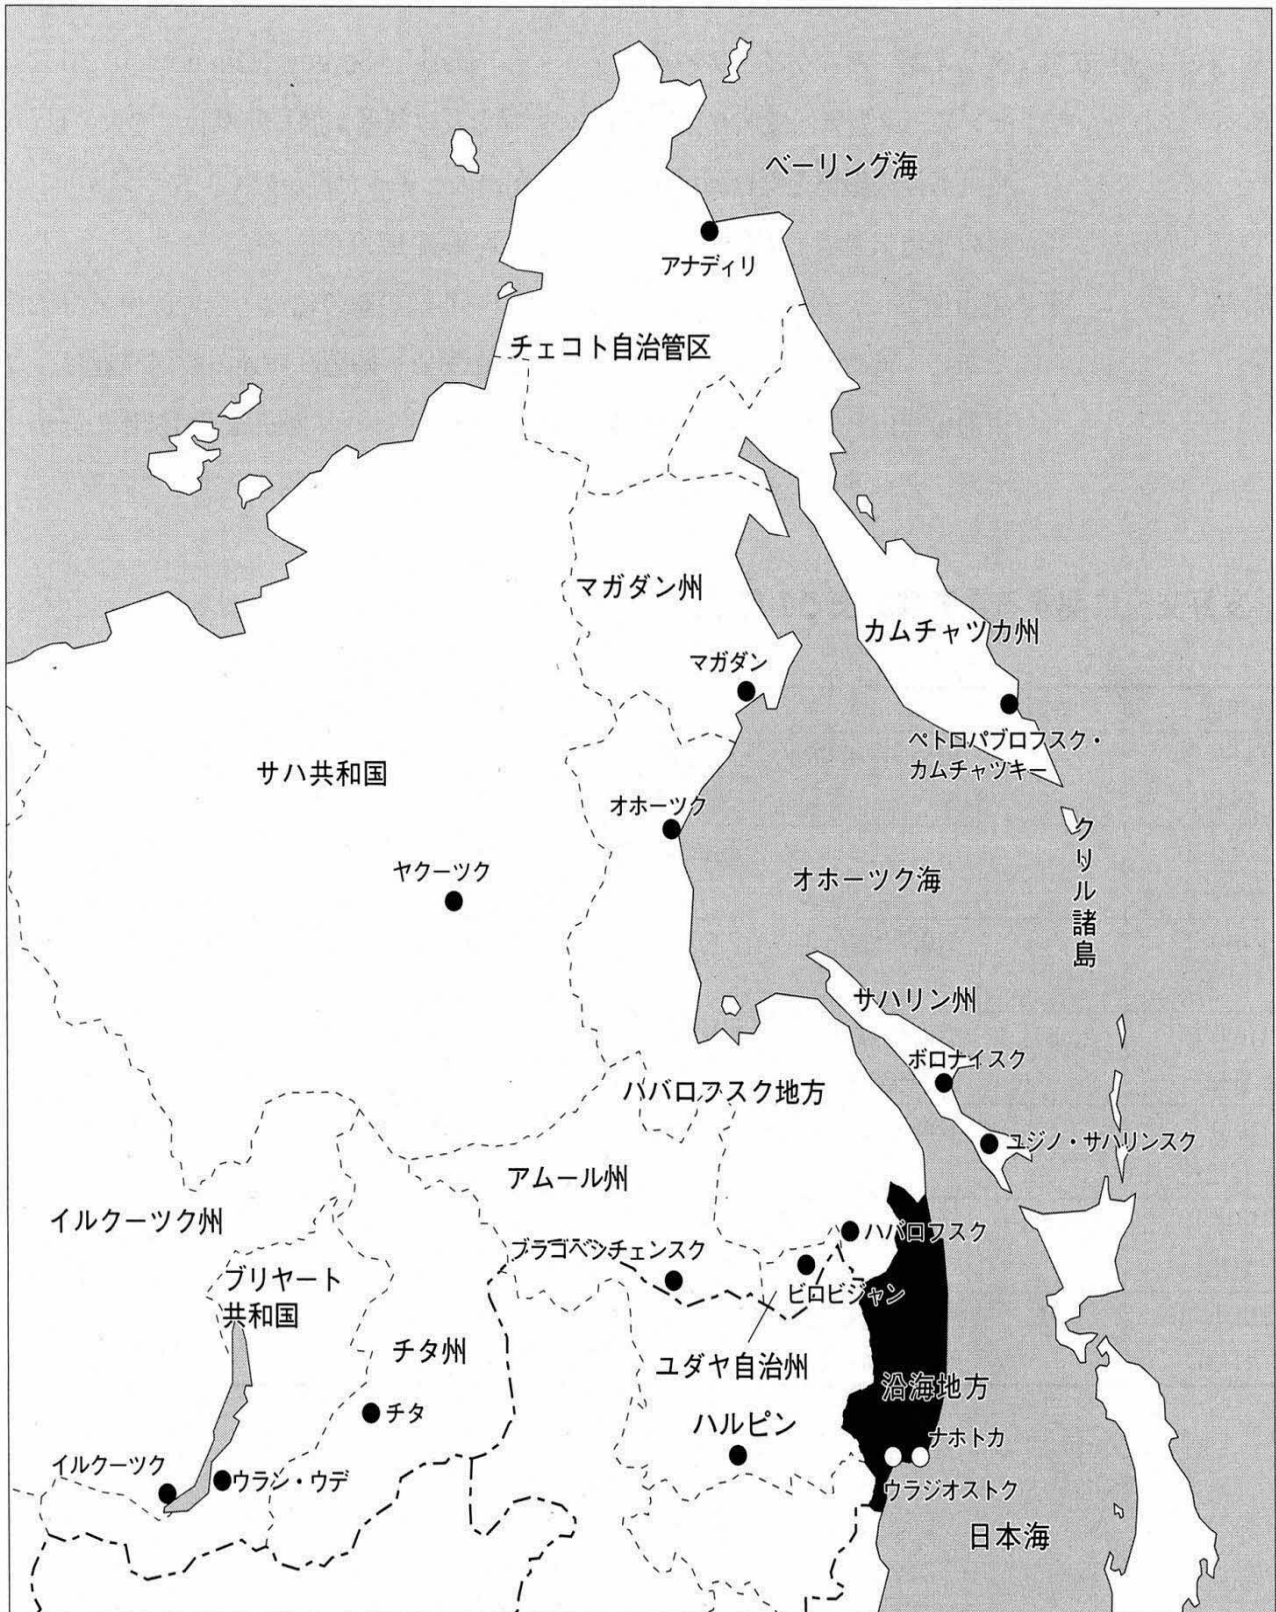 ベーリング海
アナディリ
チェコト自治管区
マガダン州
カムチャツカ州
マガダン
ペトロパブロフスク・
カムチャツキー
サハ共和国
オホーツク
クリル諸島
ヤクーツク
オホーツク海
サハリン州
ボロナイスク
ハバロフスク地方
ユジノ・サハリンスク
アムール州
イルクーツク州
ハバロフスク
ブラゴベシチェンスク
ブリヤート
共和国
ビロビジャン
チタ州
ユダヤ自治州
沿海地方
チタ
ハルピン
ナホトカ
イルクーツク
ウラン・ウデ
ウラジオストク
日本海